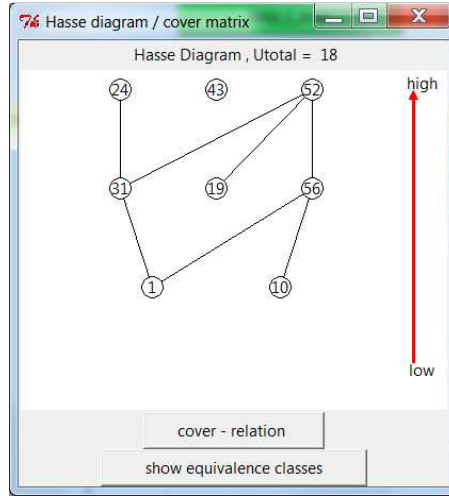 Hasse diagram / cover matrix
Hasse Diagram , Utotal = 18
24 43 52 high
31 19 56
1 10
low
cover - relation
show equivalence classes